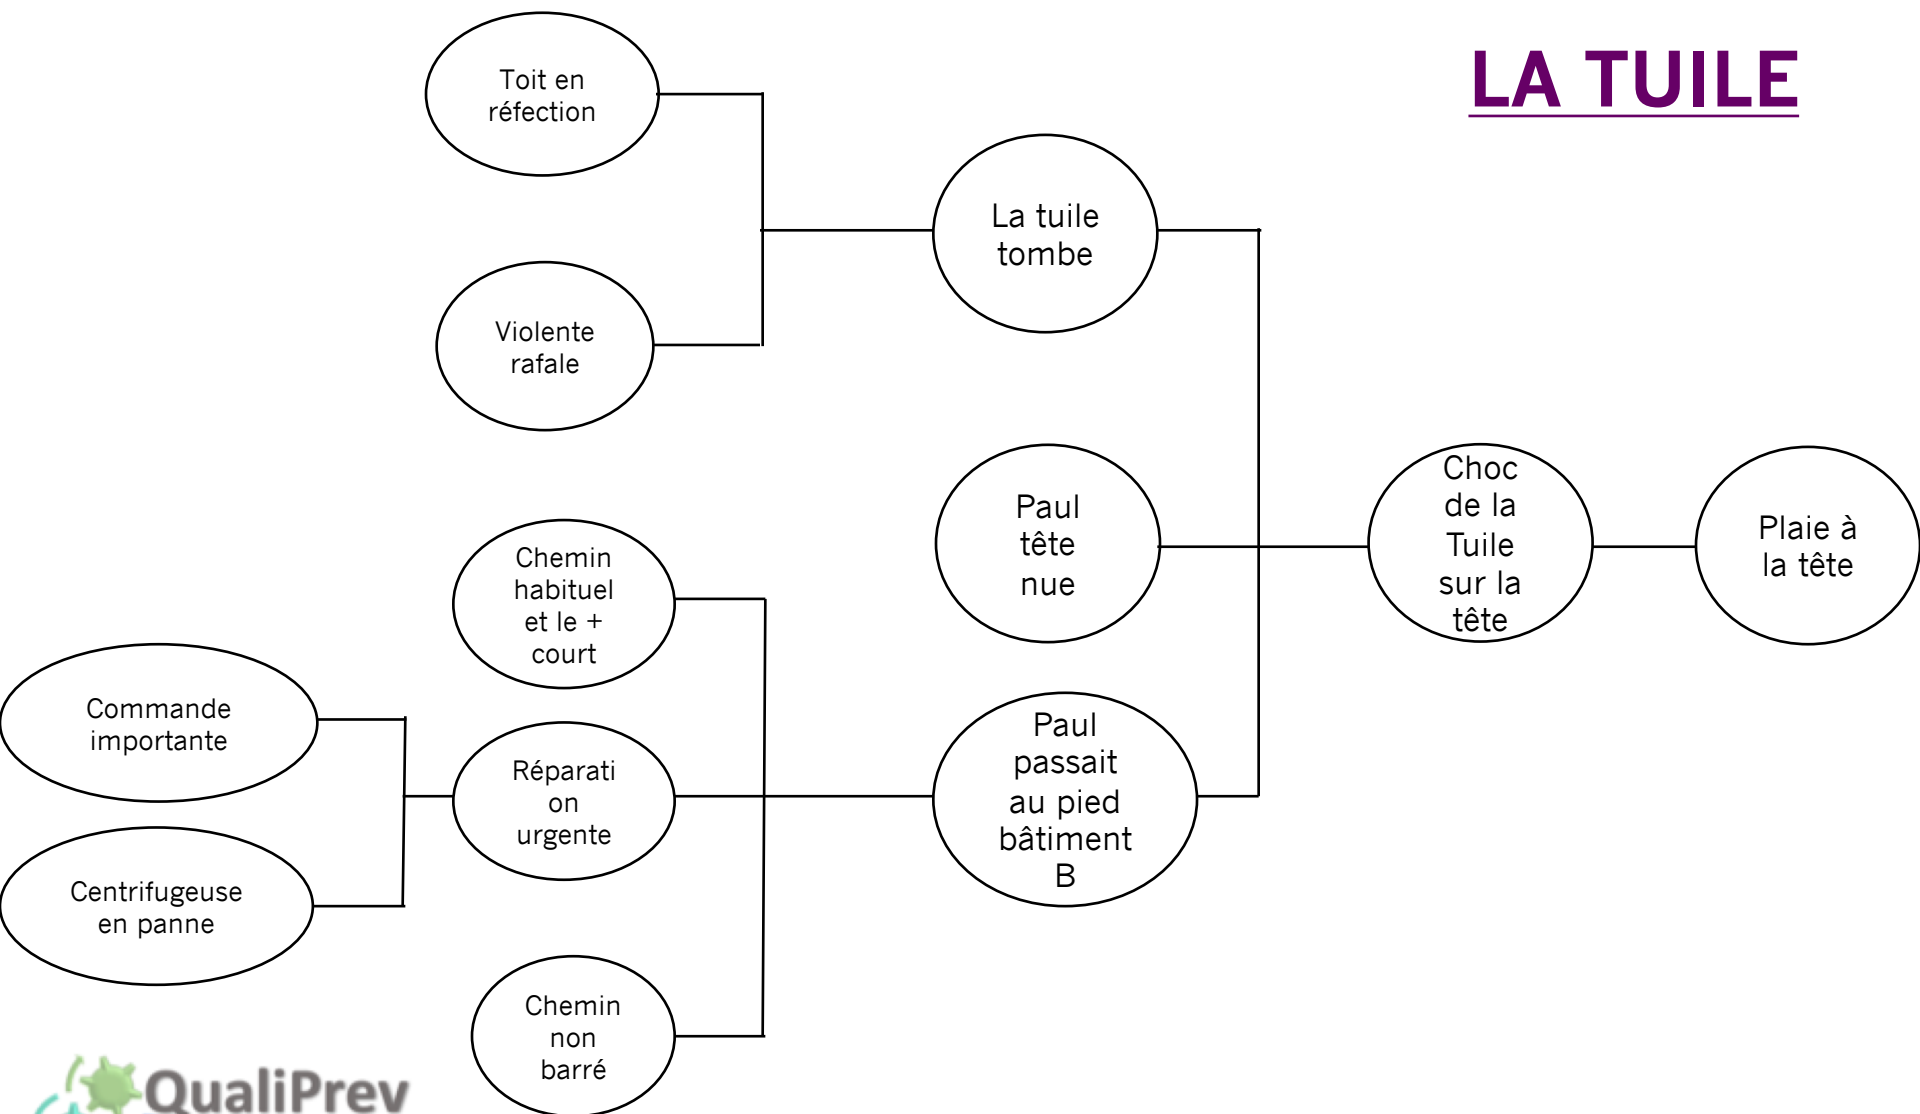 LA TUILE
Toit en
réfection
La tuile
tombe
Violente
rafale
Paul
tête
nue
Choc
de la
Tuile
sur la
tête
Plaie à
la tête
Chemin
habituel
et le +
court
Commande
importante
Réparati
on
urgente
Paul
passait
au pied
bâtiment
B
Centrifugeuse
en panne
Chemin
non
barré
QualiPrev